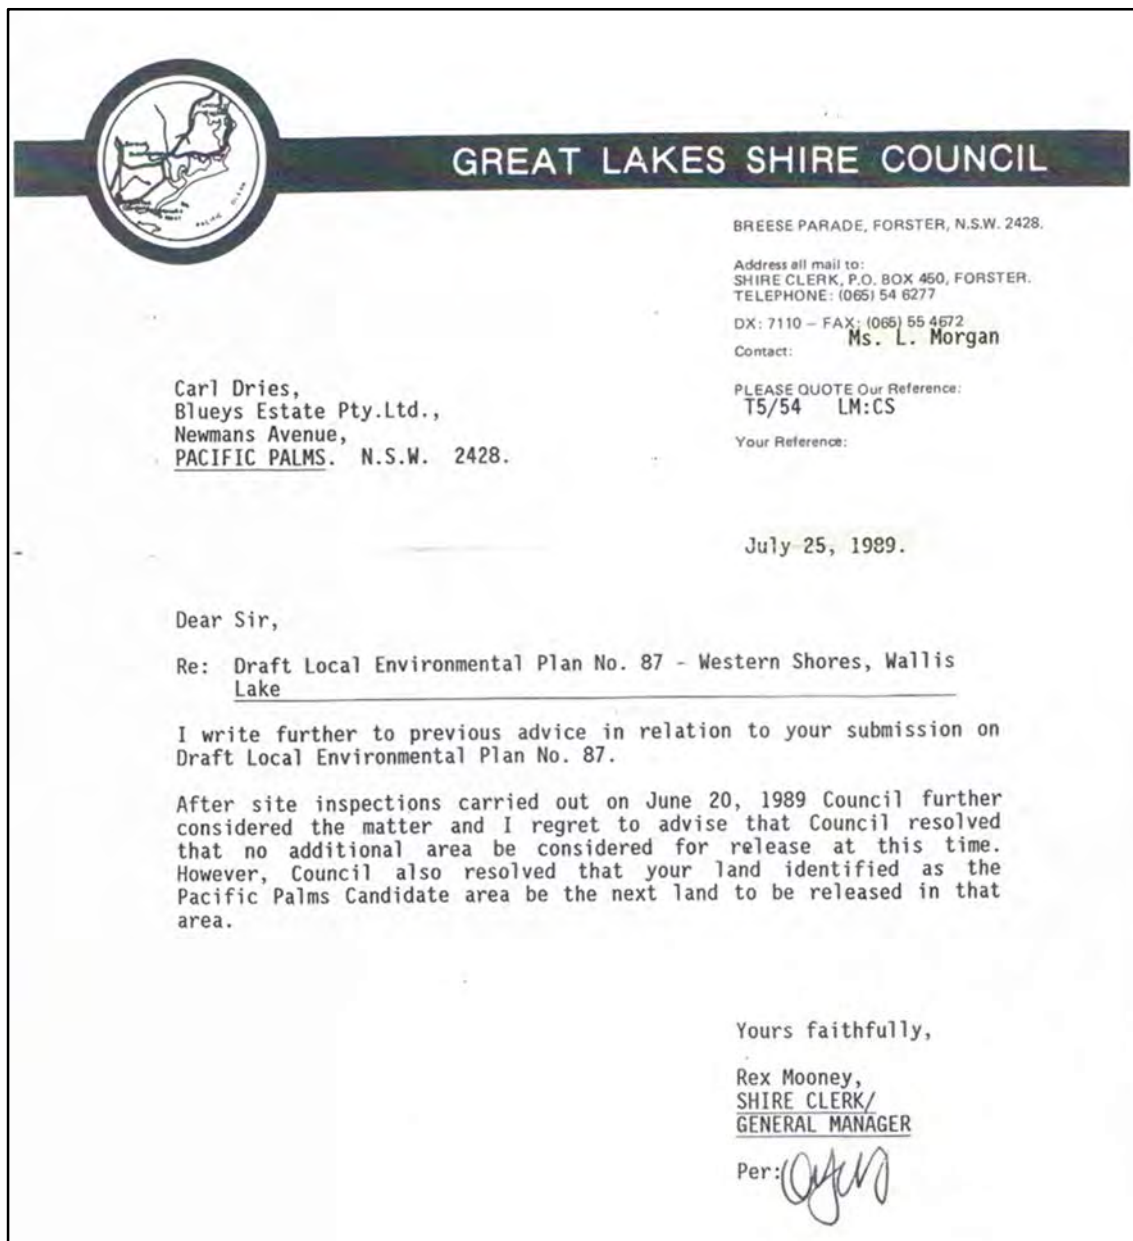 GREAT LAKES SHIRE COUNCIL
PACIFIC OCEAN
BREESE PARADE, FORSTER, N.S.W. 2428.
Address all mail to:
SHIRE CLERK, P.O. BOX 450, FORSTER.
TELEPHONE: (065) 54 6277
DX: 7110 – FAX: (065) 55 4672
Contact: Ms. L. Morgan
PLEASE QUOTE Our Reference:
T5/54 LM:CS
Your Reference:
Carl Dries,
Blueys Estate Pty.Ltd.,
Newmans Avenue,
PACIFIC PALMS. N.S.W. 2428.
July 25, 1989.
Dear Sir,
Re: Draft Local Environmental Plan No. 87 - Western Shores, Wallis
Lake
I write further to previous advice in relation to your submission on
Draft Local Environmental Plan No. 87.
After site inspections carried out on June 20, 1989 Council further
considered the matter and I regret to advise that Council resolved
that no additional area be considered for release at this time.
However, Council also resolved that your land identified as the
Pacific Palms Candidate area be the next land to be released in that
area.
Yours faithfully,
Rex Mooney,
SHIRE CLERK/
GENERAL MANAGER
Per: